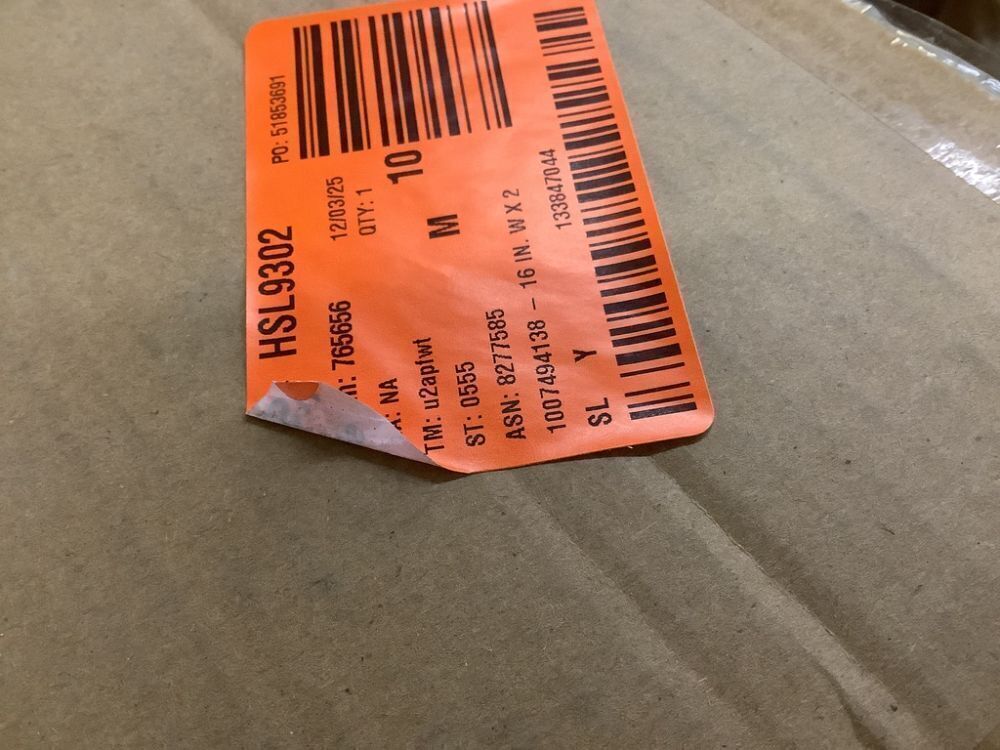 HSL9302 PO: 51853691
n: 765656 12/03/25
A: NA QTY: 1
TM: u2aptwt 10
ST: 0555 M
ASN: 8277585
1007494138 – 16 IN. W X 2
133847044
SL Y